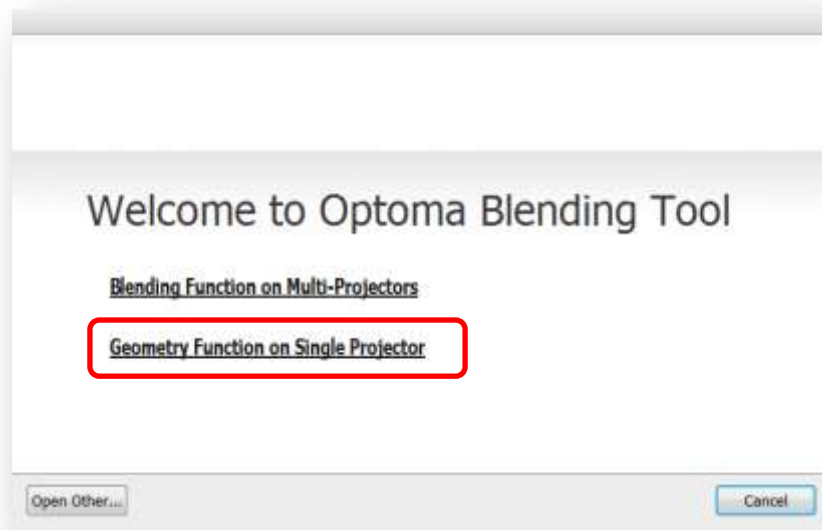 Welcome to Optoma Blending Tool
Blending Function on Multi-Projectors
Geometry Function on Single Projector
Open Other...
Cancel